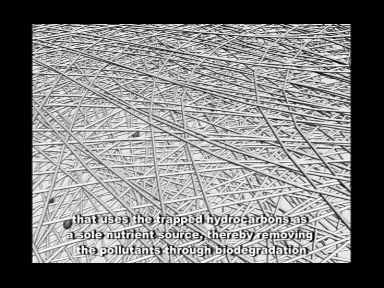 that uses the trapped hydrocarbons as
a sole nutrient source, thereby removing
the pollutants through biodegradation